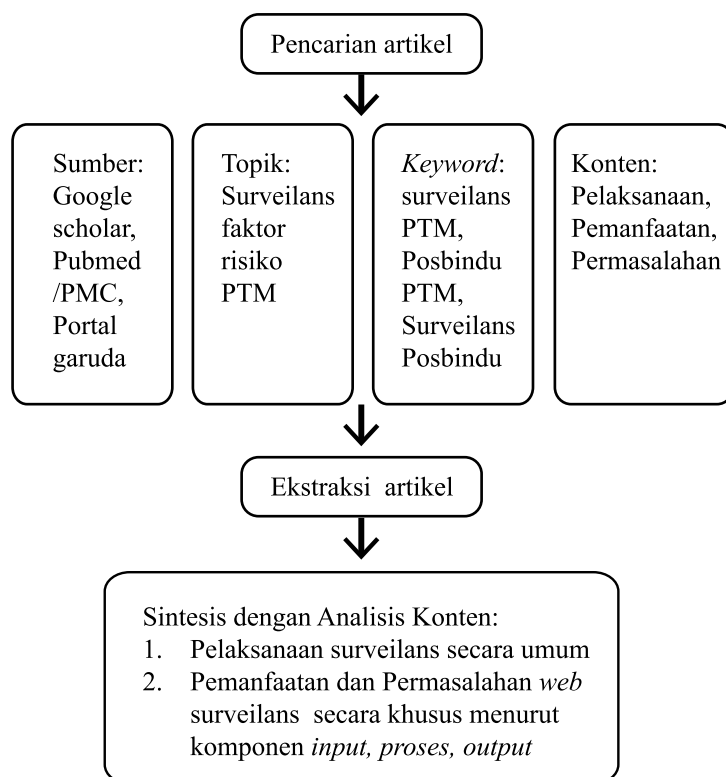 Pencarian artikel
Sumber:
Google
scholar,
Pubmed
/PMC,
Portal
garuda
Topik:
Surveilans
faktor
risiko
PTM
Keyword:
surveilans
PTM,
Posbindu
PTM,
Surveilans
Posbindu
Konten:
Pelaksanaan,
Pemanfaatan,
Permasalahan
Ekstraksi artikel
Sintesis dengan Analisis Konten:
1. Pelaksanaan surveilans secara umum
2. Pemanfaatan dan Permasalahan web
surveilans secara khusus menurut
komponen input, proses, output